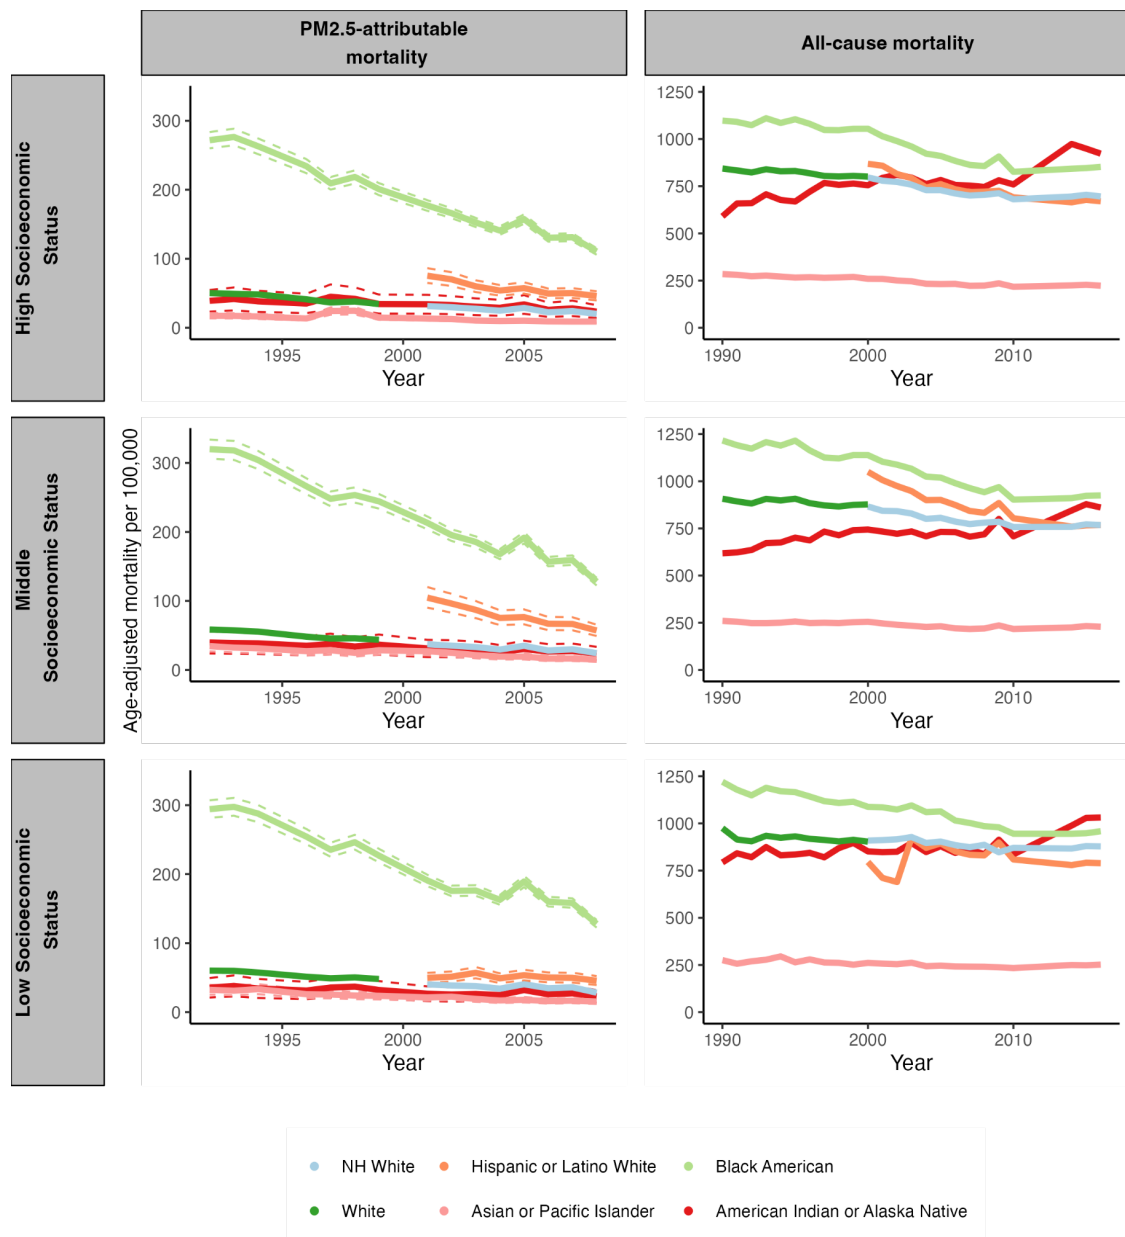 PM2.5-attributable
mortality
All-cause mortality
High Socioeconomic
Status
300
200
100
0
1995
2000
2005
Year
1250
1000
750
500
250
0
1990
2000
2010
Year
Middle
Socioeconomic Status
Age-adjusted mortality per 100,000
300
200
100
0
1995
2000
2005
Year
1250
1000
750
500
250
0
1990
2000
2010
Year
Low Socioeconomic
Status
300
200
100
0
1995
2000
2005
Year
1250
1000
750
500
250
0
1990
2000
2010
Year
NH White
Hispanic or Latino White
Black American
White
Asian or Pacific Islander
American Indian or Alaska Native